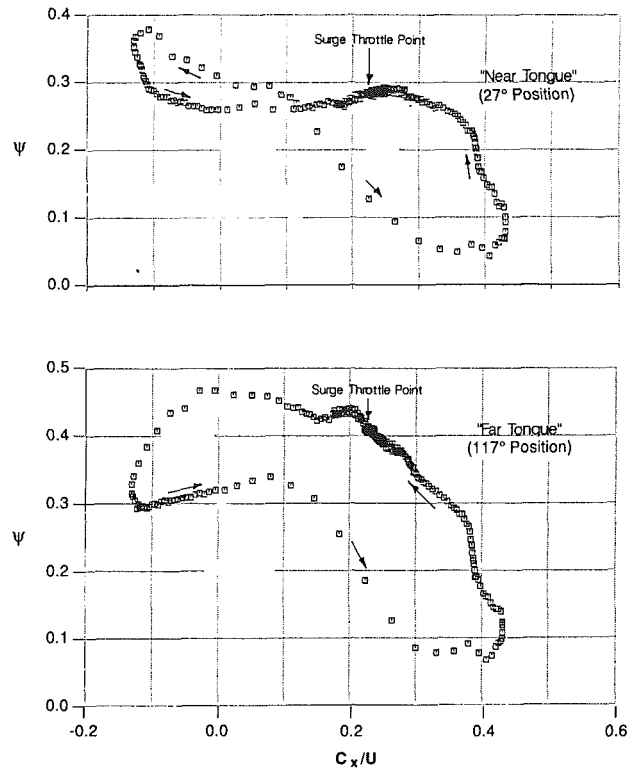 0.4
0.3
0.2
0.1
0.0
ψ
Surge Throttle Point
"Near Tongue"
(27° Position)
0.5
0.4
0.3
0.2
0.1
0.0
ψ
Surge Throttle Point
"Far Tongue"
(117° Position)
-0.2 0.0 0.2 0.4 0.6
Cx/U